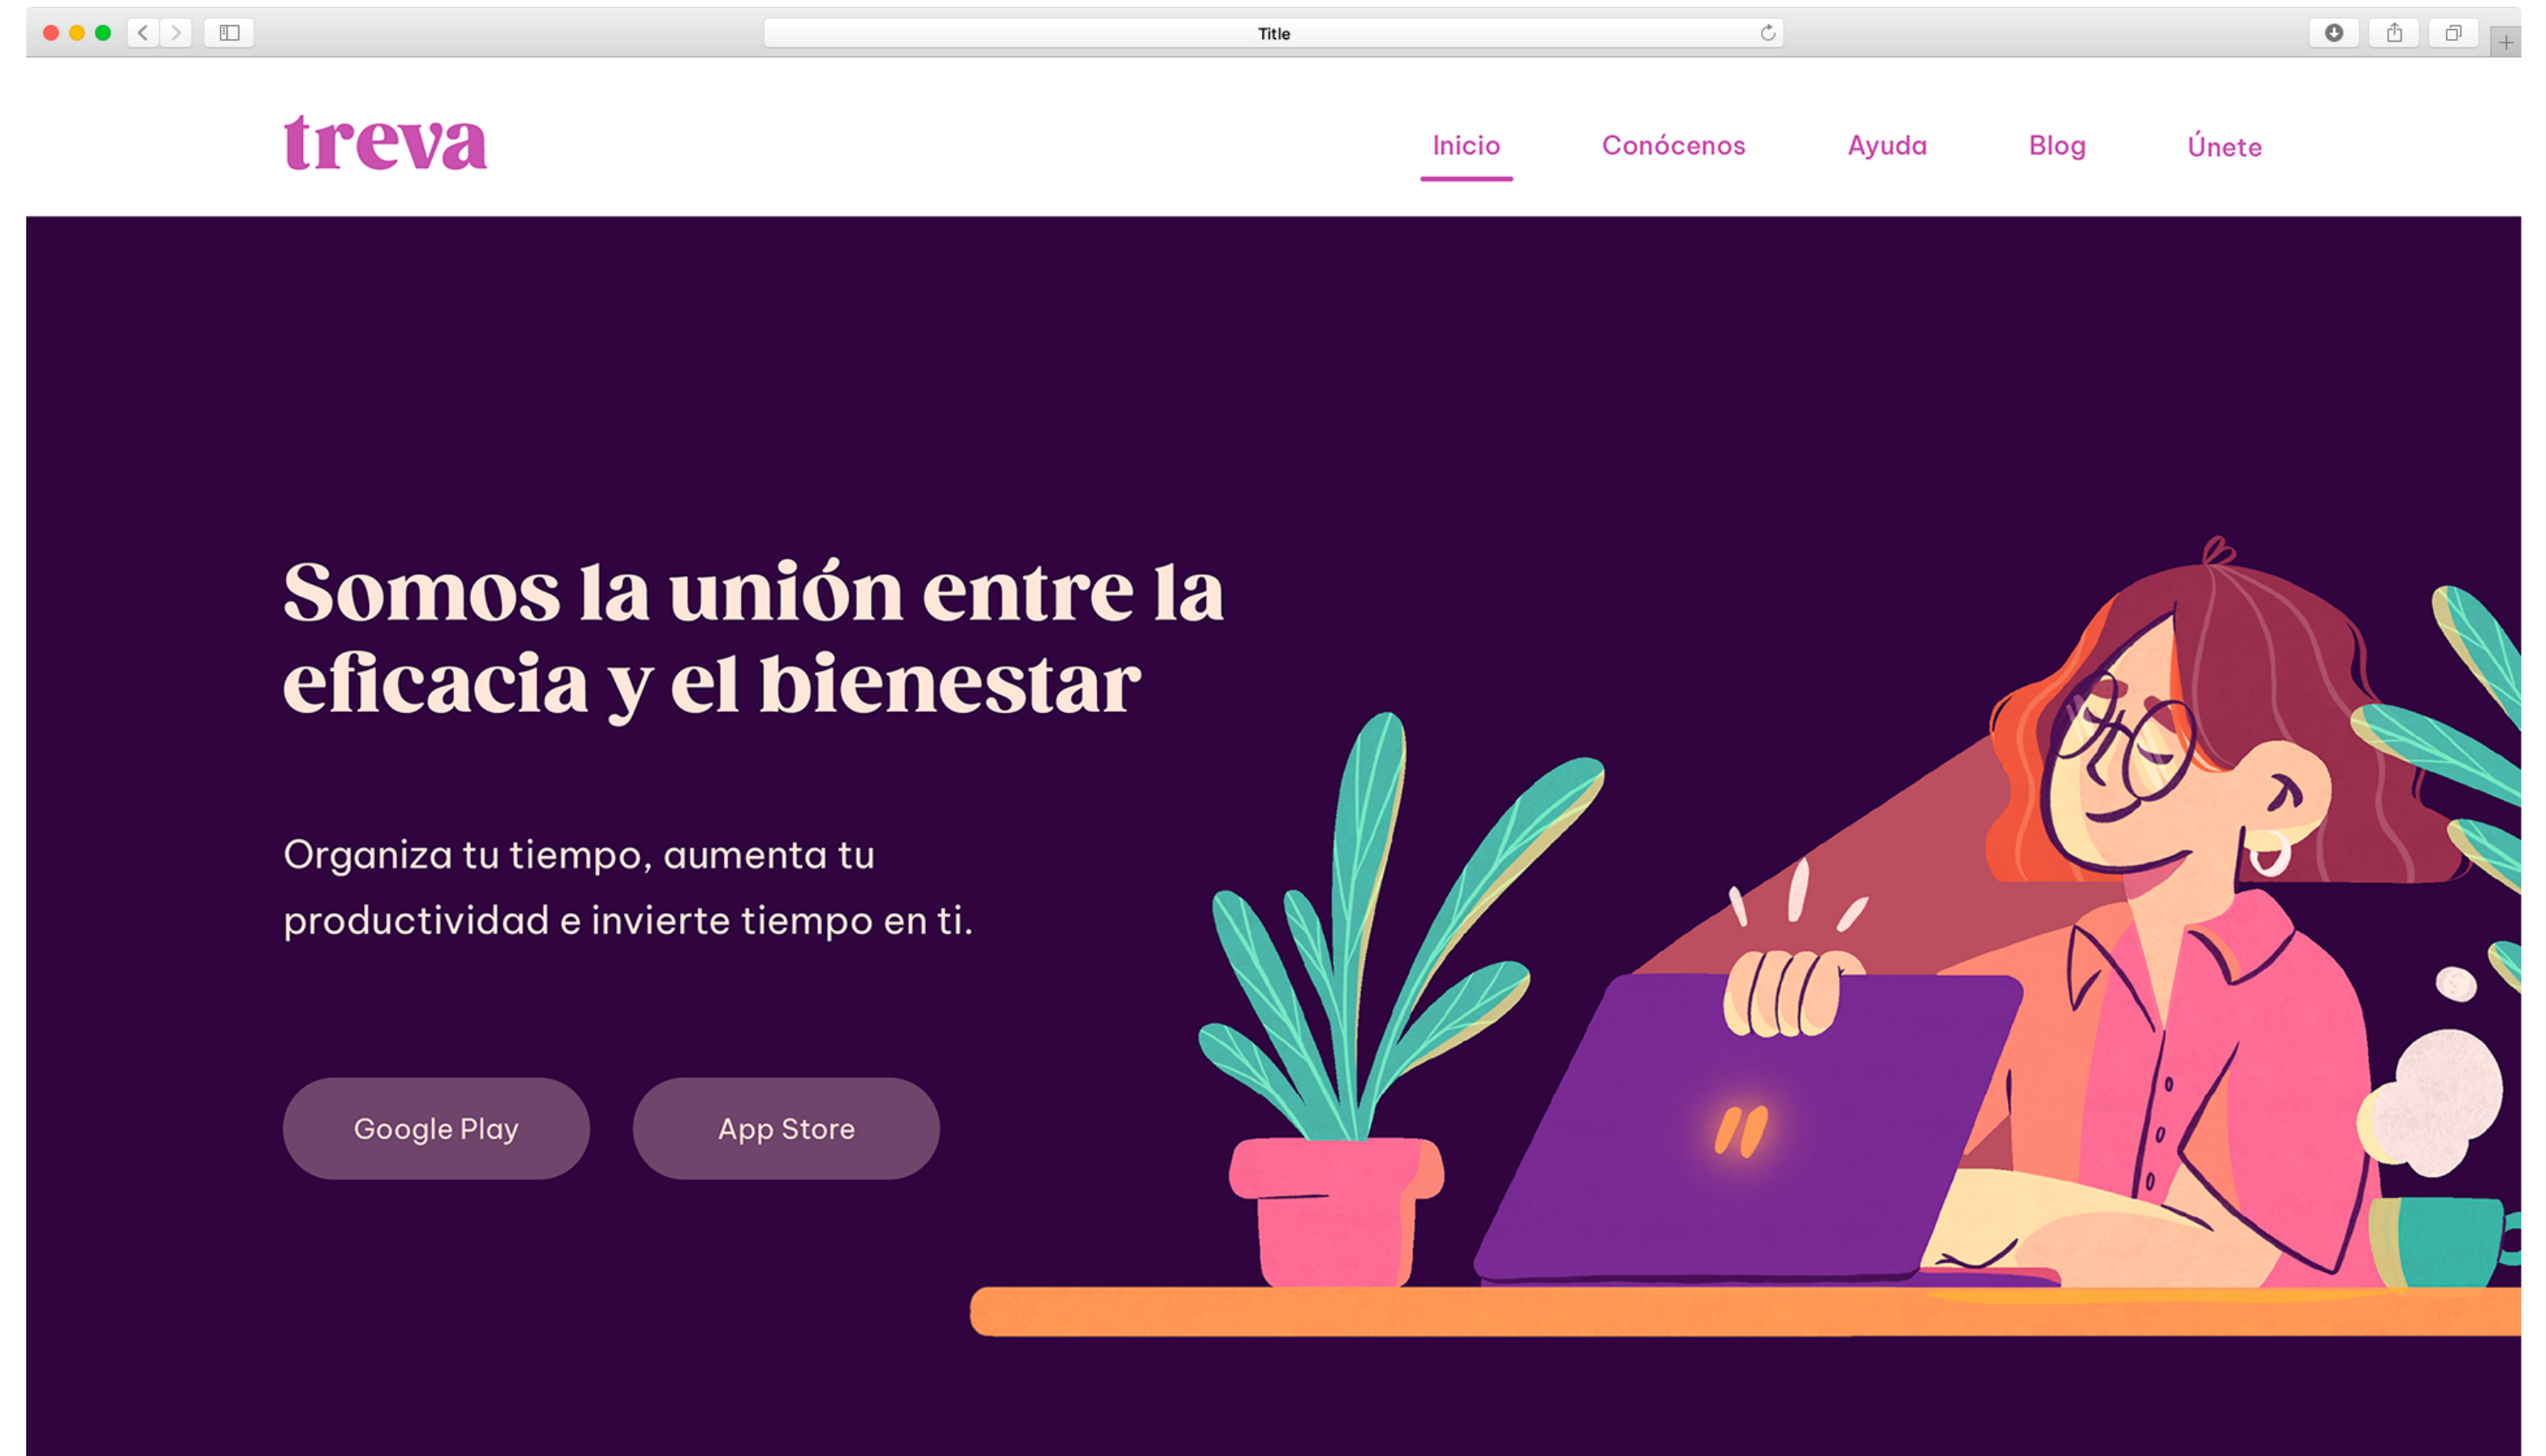 Title
treva
Inicio
Conócenos
Ayuda
Blog
Únete
Somos la unión entre la
eficacia y el bienestar
Organiza tu tiempo, aumenta tu
productividad e invierte tiempo en ti.
Google Play
App Store